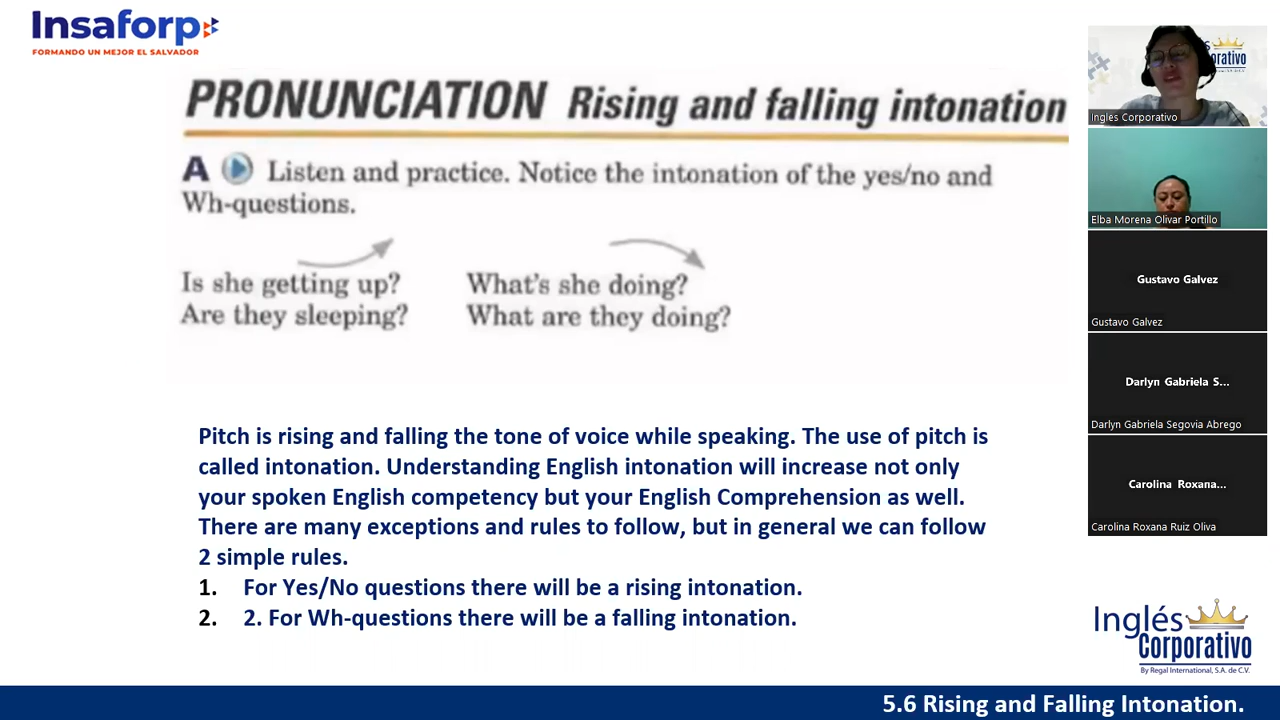 Insaforp
FORMANDO UN MEJOR EL SALVADOR
PRONUNCIATION Rising and falling intonation
A Listen and practice. Notice the intonation of the yes/no and
Wh-questions.
Is she getting up? What's she doing?
Are they sleeping? What are they doing?
Pitch is rising and falling the tone of voice while speaking. The use of pitch is
called intonation. Understanding English intonation will increase not only
your spoken English competency but your English Comprehension as well.
There are many exceptions and rules to follow, but in general we can follow
2 simple rules.
1. For Yes/No questions there will be a rising intonation.
2. 2. For Wh-questions there will be a falling intonation.
Ingles Corporativo
Elba Morena Olivar Portillo
Gustavo Galvez
Gustavo Galvez
Darlyn Gabriela S...
Darlyn Gabriela Segovia Abrego
Carolina Roxana...
Carolina Roxana Ruiz Oliva
Inglés
Corporativo
By Regal International, S.A. de C.V.
5.6 Rising and Falling Intonation.